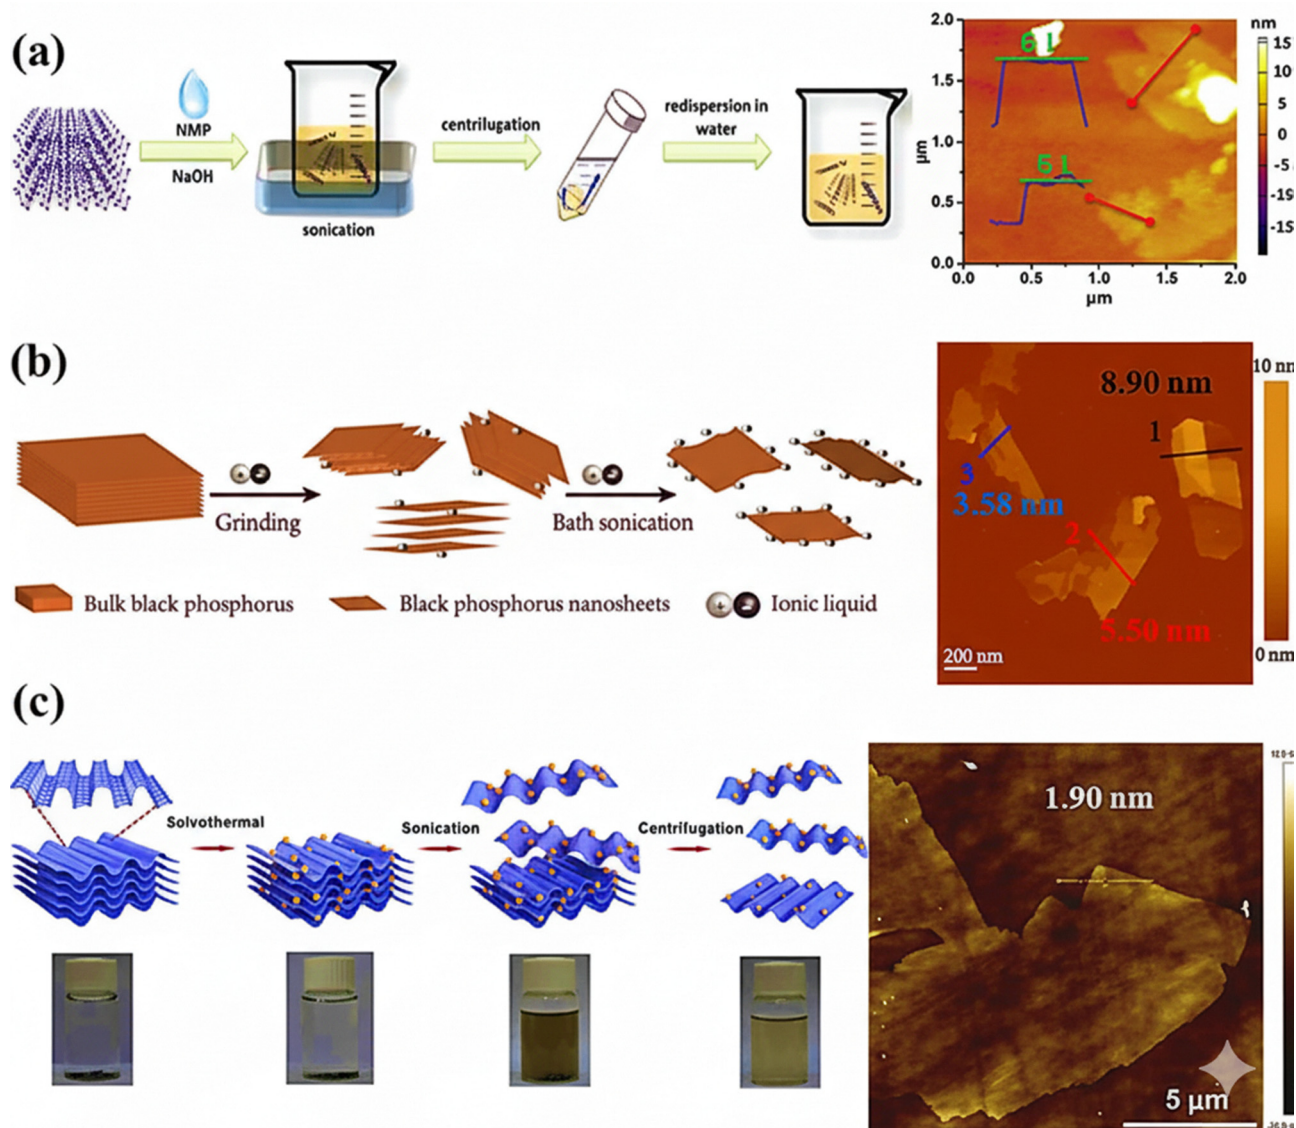 (a)
NMP
NaOH
sonication
centrilugation
redispersion in
water
2.0
1.5
1.0
0.5
0.0
μm
0.0
0.5
1.0
1.5
2.0
μm
nm
15
10
5
0
-5
-15
(b)
Grinding
Bath sonication
Bulk black phosphorus
Black phosphorus nanosheets
Ionic liquid
8.90 nm
1
3
3.58 nm
2
5.50 nm
200 nm
10 nm
0 nm
(c)
Solvothermal
Sonication
Centrifugation
1.90 nm
5 μm